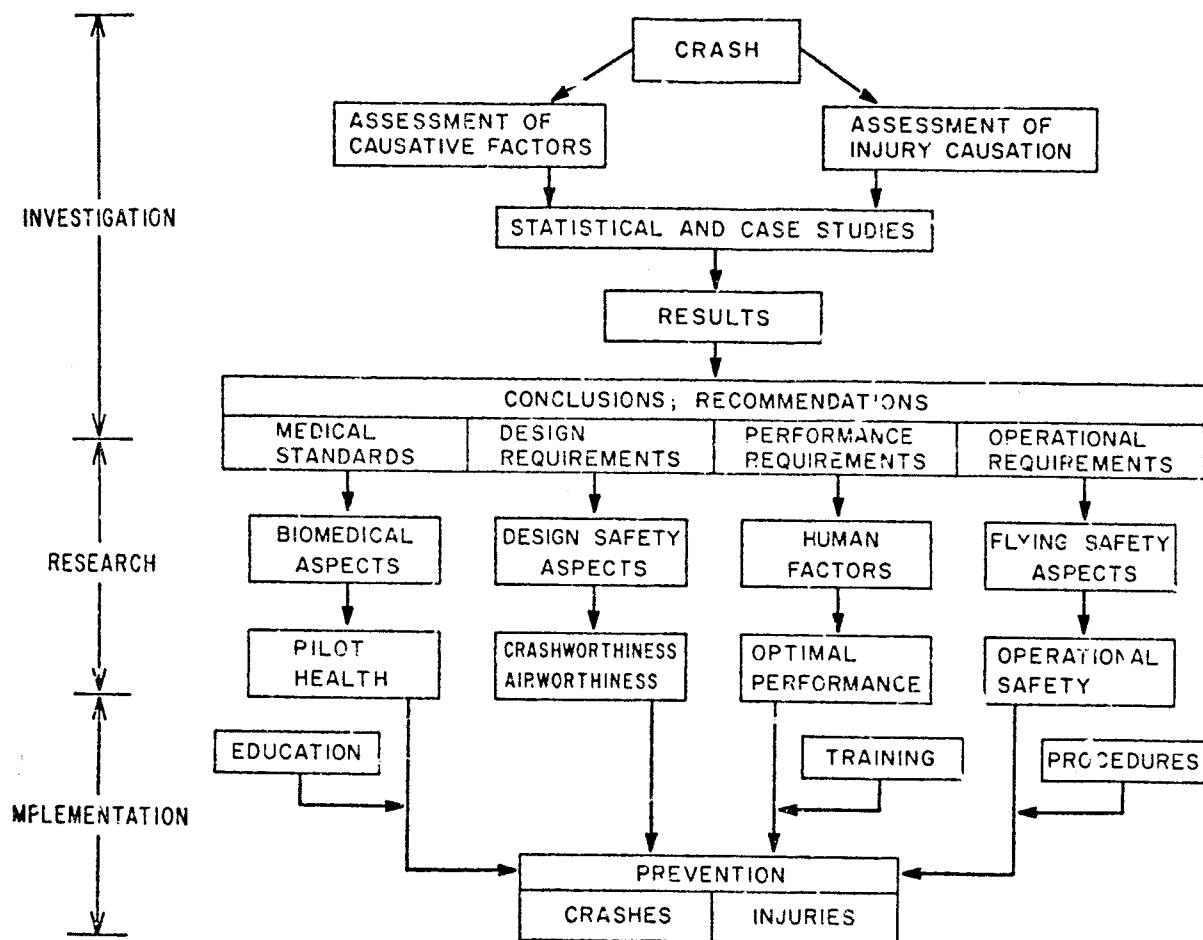 CRASH
ASSESSMENT OF
CAUSATIVE FACTORS
ASSESSMENT OF
INJURY CAUSATION
INVESTIGATION
STATISTICAL AND CASE STUDIES
RESULTS
CONCLUSIONS; RECOMMENDATIONS
MEDICAL
STANDARDS
DESIGN
REQUIREMENTS
PERFORMANCE
REQUIREMENTS
OPERATIONAL
REQUIREMENTS
RESEARCH
BIOMEDICAL
ASPECTS
DESIGN SAFETY
ASPECTS
HUMAN
FACTORS
FLYING SAFETY
ASPECTS
PILOT
HEALTH
CRASHWORTHINESS
AIRWORTHINESS
OPTIMAL
PERFORMANCE
OPERATIONAL
SAFETY
EDUCATION
TRAINING
PROCEDURES
MPLEMENTATION
PREVENTION
CRASHES
INJURIES